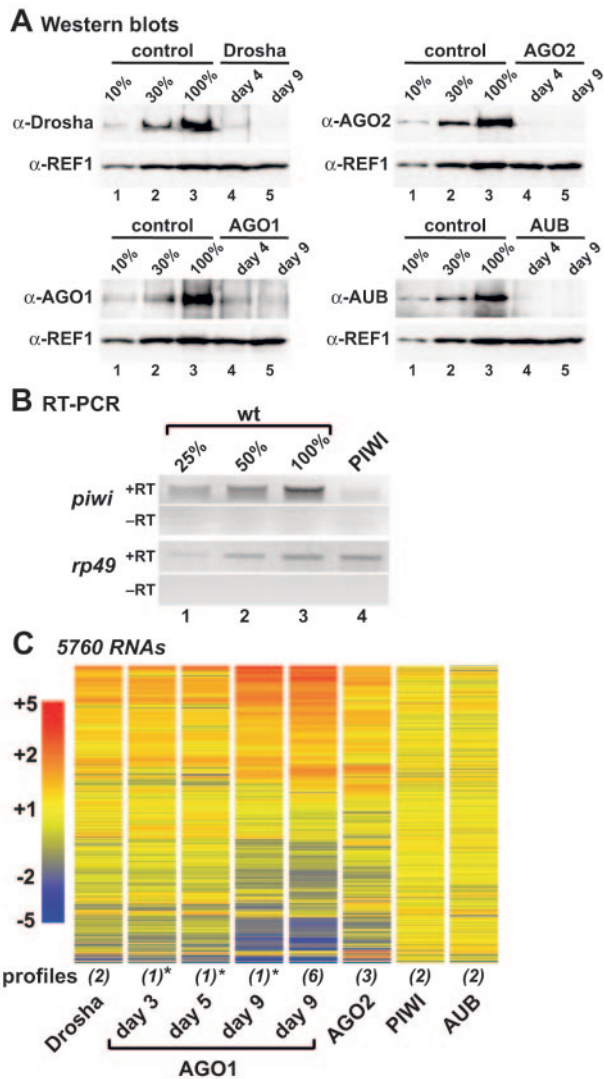 A Western blots
control Drosha
10% 30% 100% day 4 day 9
α-Drosha
α-REF1
1 2 3 4 5
control AGO2
10% 30% 100% day 4 day 9
α-AGO2
α-REF1
1 2 3 4 5
control AGO1
10% 30% 100% day 4 day 9
α-AGO1
α-REF1
1 2 3 4 5
control AUB
10% 30% 100% day 4 day 9
α-AUB
α-REF1
1 2 3 4 5
B RT-PCR
wt
25% 50% 100% PIWI
piwi +RT
–RT
rp49 +RT
–RT
1 2 3 4
C 5760 RNAs
+5
+2
+1
-2
-5
profiles (2) (1)* (1)* (1)* (6) (3) (2) (2)
Drosha day 3 day 5 day 9 day 9 AGO2 PIWI AUB
AGO1